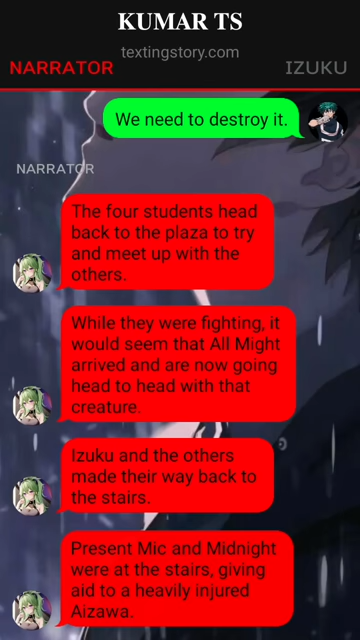 KUMAR TS
textingstory.com
NARRATOR
IZUKU
We need to destroy it.
NARRATOR
The four students head
back to the plaza to try
and meet up with the
others.
While they were fighting, it
would seem that All Might
arrived and are now going
head to head with that
creature.
Izuku and the others
made their way back to
the stairs.
Present Mic and Midnight
were at the stairs, giving
aid to a heavily injured
Aizawa.